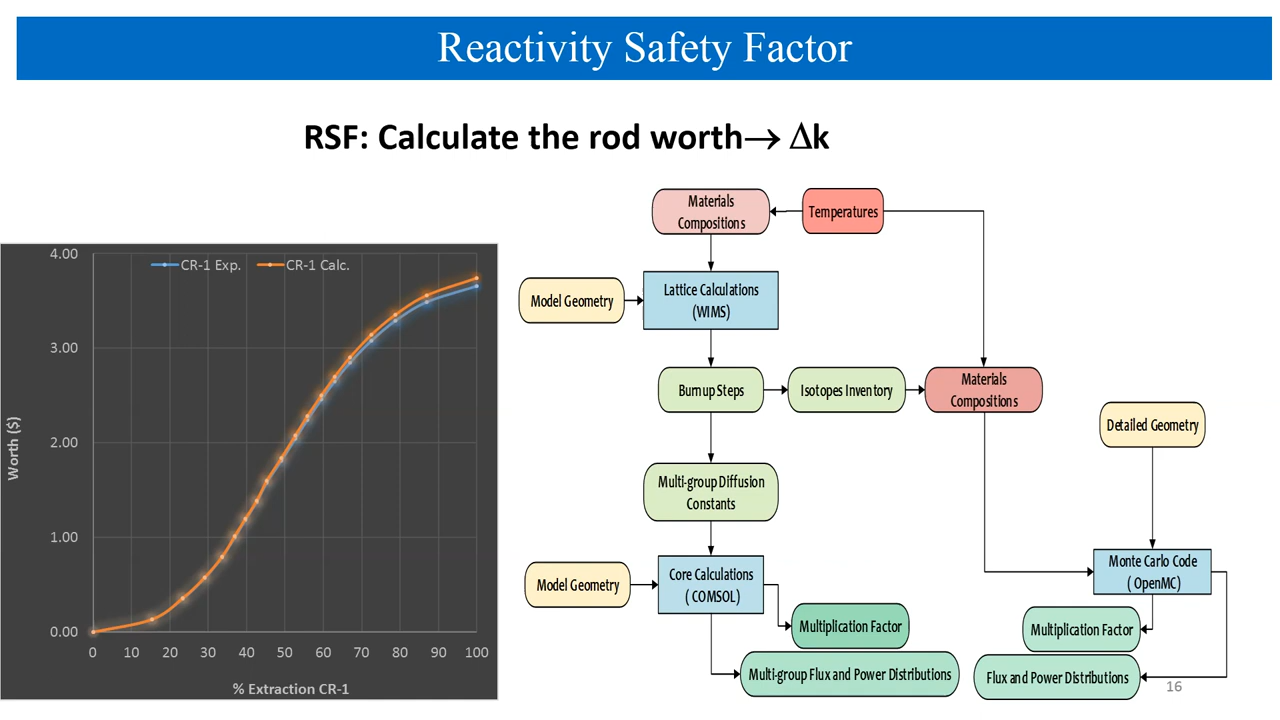 Reactivity Safety Factor
RSF: Calculate the rod worth→ Δk
4.00
3.00
2.00
1.00
0.00
CR-1 Exp.
CR-1 Calc.
Worth ($)
0 10 20 30 40 50 60 70 80 90 100
% Extraction CR-1
Materials
Compositions
Temperatures
Model Geometry
Lattice Calculations
(WIMS)
Burnup Steps
Isotopes Inventory
Materials
Compositions
Detailed Geometry
Multi-group Diffusion
Constants
Model Geometry
Core Calculations
( COMSOL)
Monte Carlo Code
( OpenMC)
Multiplication Factor
Multiplication Factor
Multi-group Flux and Power Distributions
Flux and Power Distributions
16